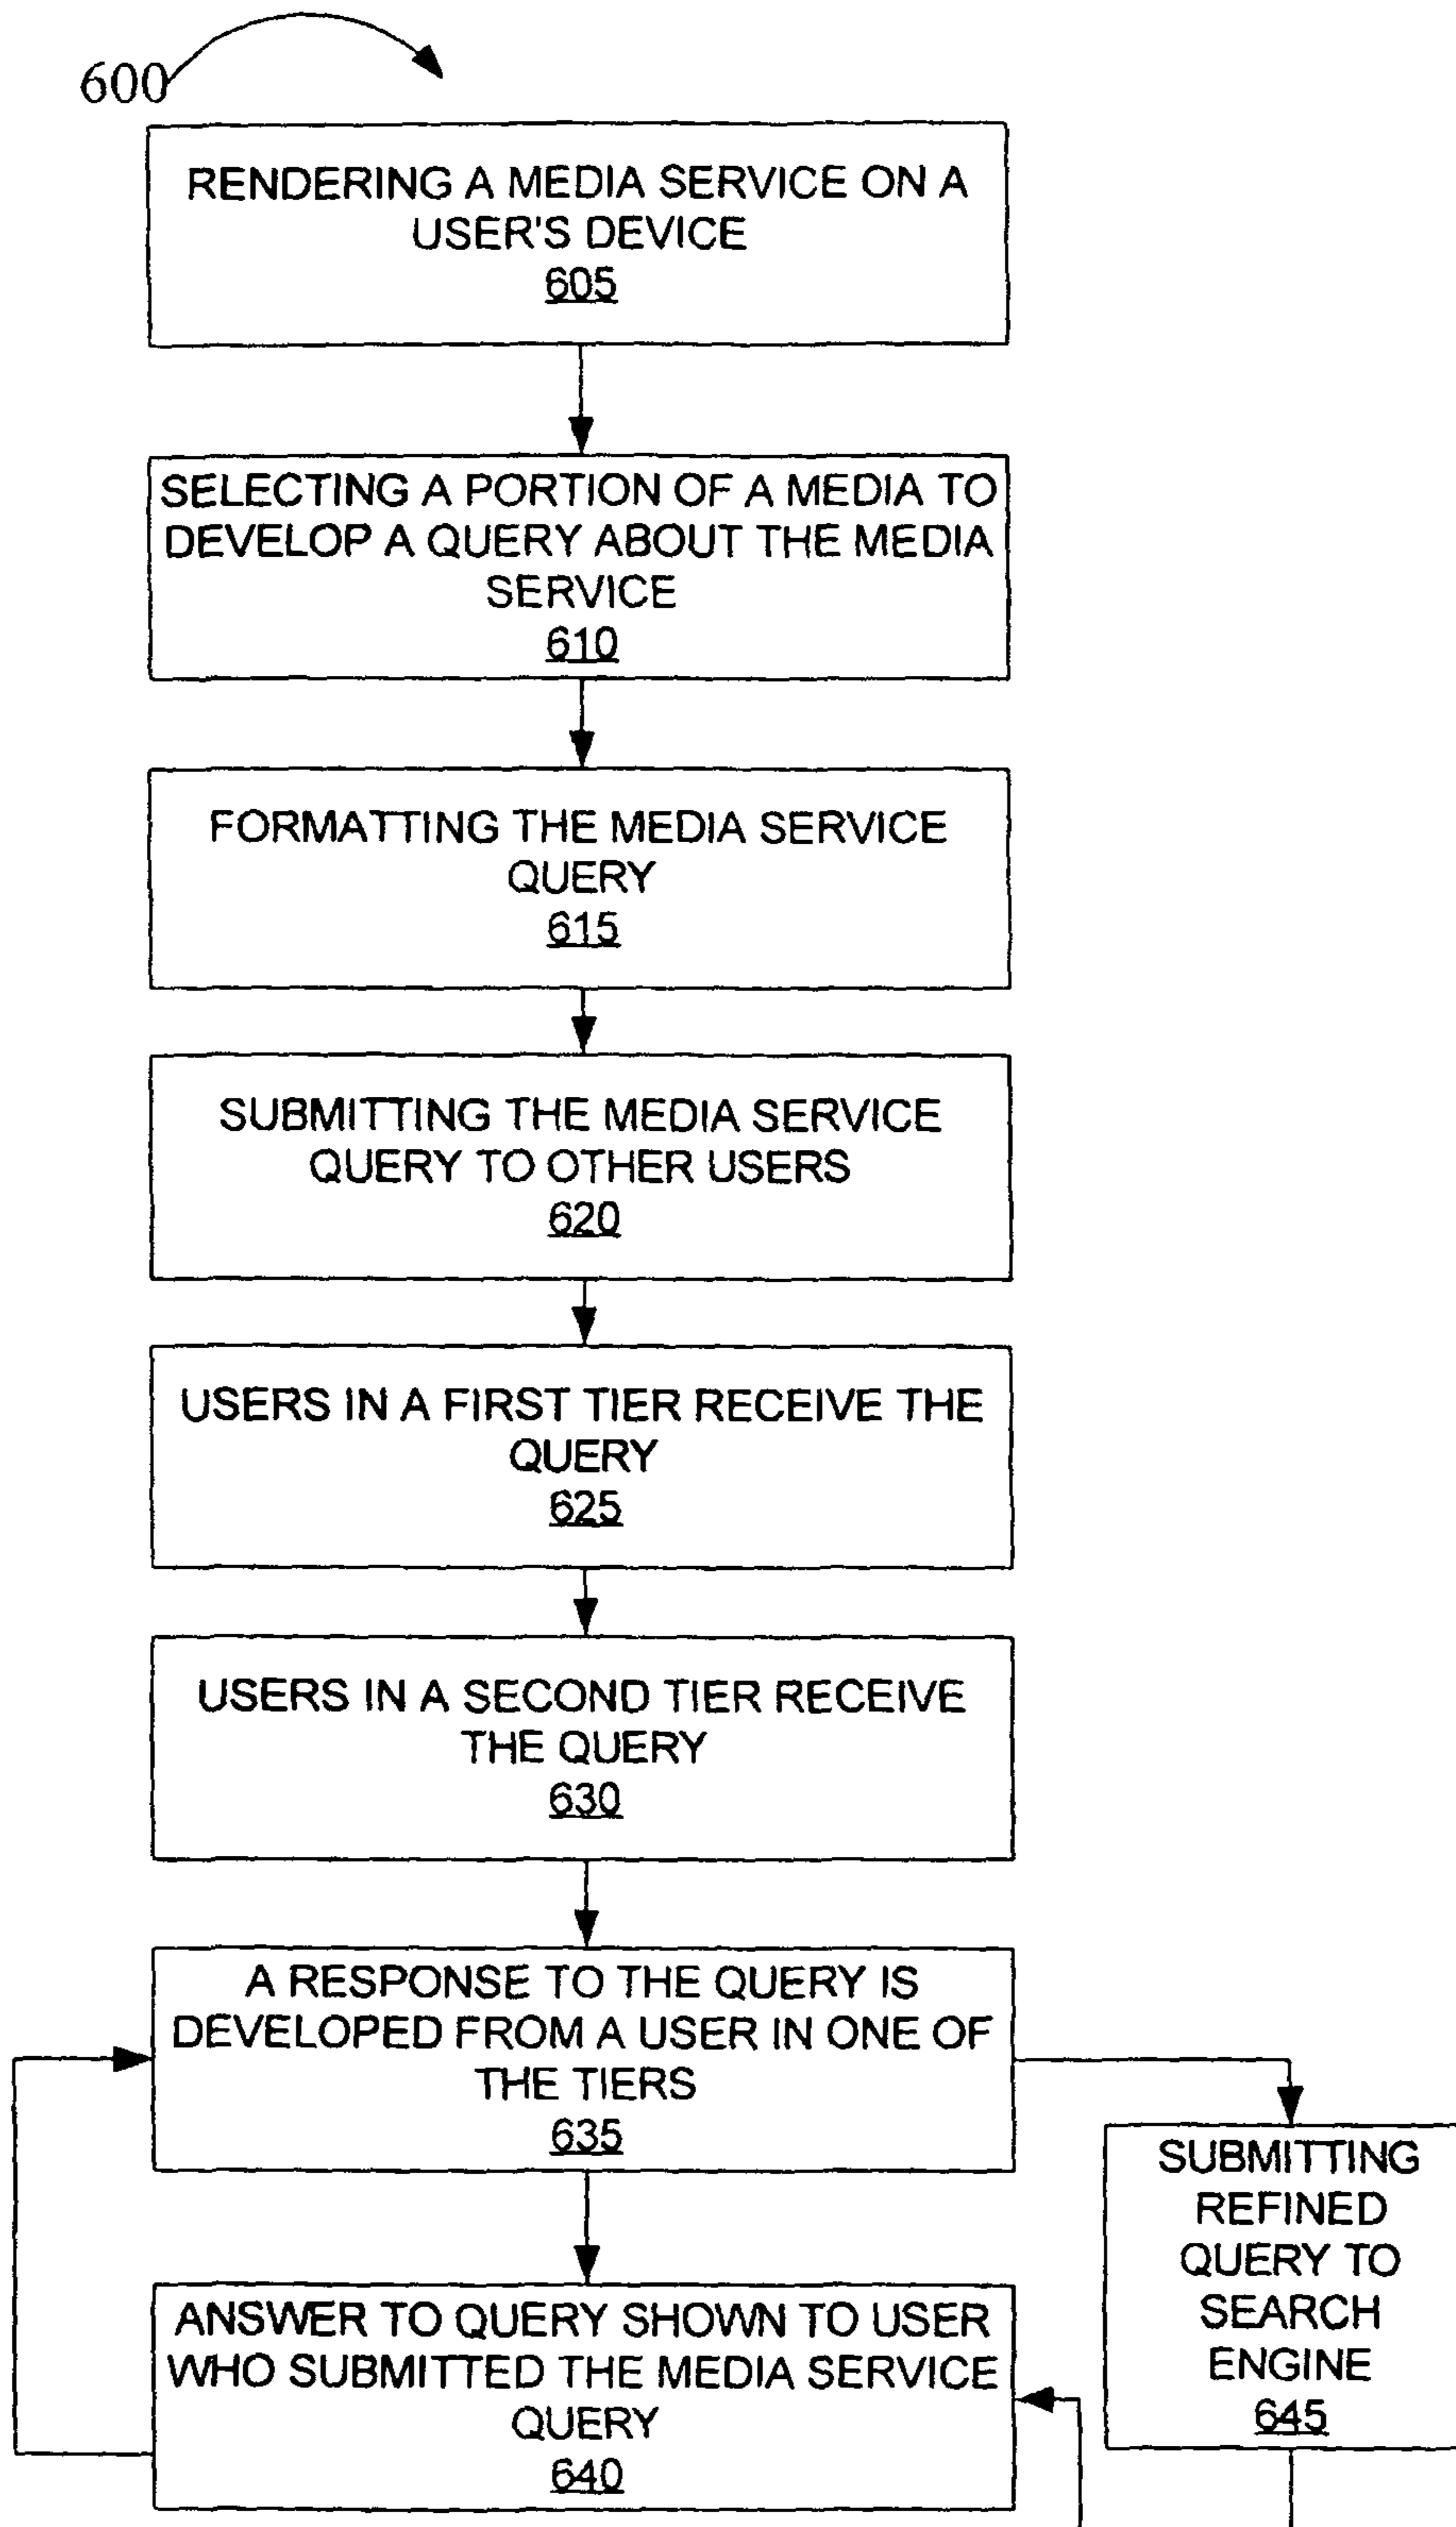 600
RENDERING A MEDIA SERVICE ON A
USER'S DEVICE
605
SELECTING A PORTION OF A MEDIA TO
DEVELOP A QUERY ABOUT THE MEDIA
SERVICE
610
FORMATTING THE MEDIA SERVICE
QUERY
615
SUBMITTING THE MEDIA SERVICE
QUERY TO OTHER USERS
620
USERS IN A FIRST TIER RECEIVE THE
QUERY
625
USERS IN A SECOND TIER RECEIVE
THE QUERY
630
A RESPONSE TO THE QUERY IS
DEVELOPED FROM A USER IN ONE OF
THE TIERS
635
ANSWER TO QUERY SHOWN TO USER
WHO SUBMITTED THE MEDIA SERVICE
QUERY
640
SUBMITTING
REFINED
QUERY TO
SEARCH
ENGINE
645